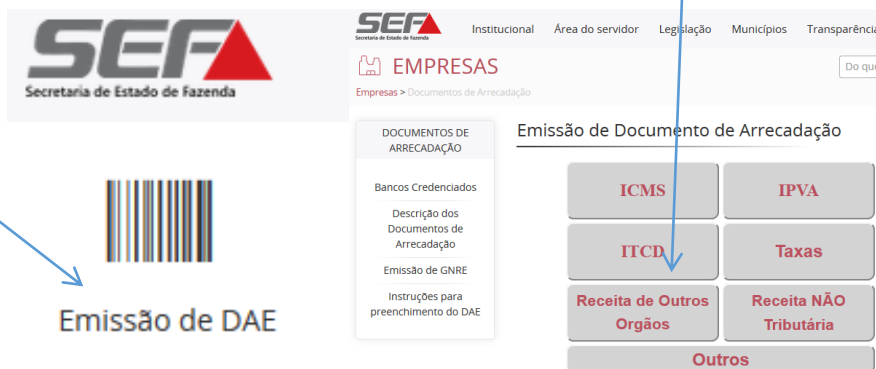 SEF
Secretaria de Estado de Fazenda
Emissão de DAE
SEF
Secretaria de Estado de Fazenda
Institucional Área do servidor Legislação Municípios Transparência
EMPRESAS
Do que
Empresas > Documentos de Arrecadação
DOCUMENTOS DE
ARRECADAÇÃO
Bancos Credenciados
Descrição dos
Documentos de
Arrecadação
Emissão de GNRE
Instruções para
preenchimento do DAE
Emissão de Documento de Arrecadação
ICMS IPVA
ITCD Taxas
Receita de Outros
Orgãos
Receita NÃO
Tributária
Outros